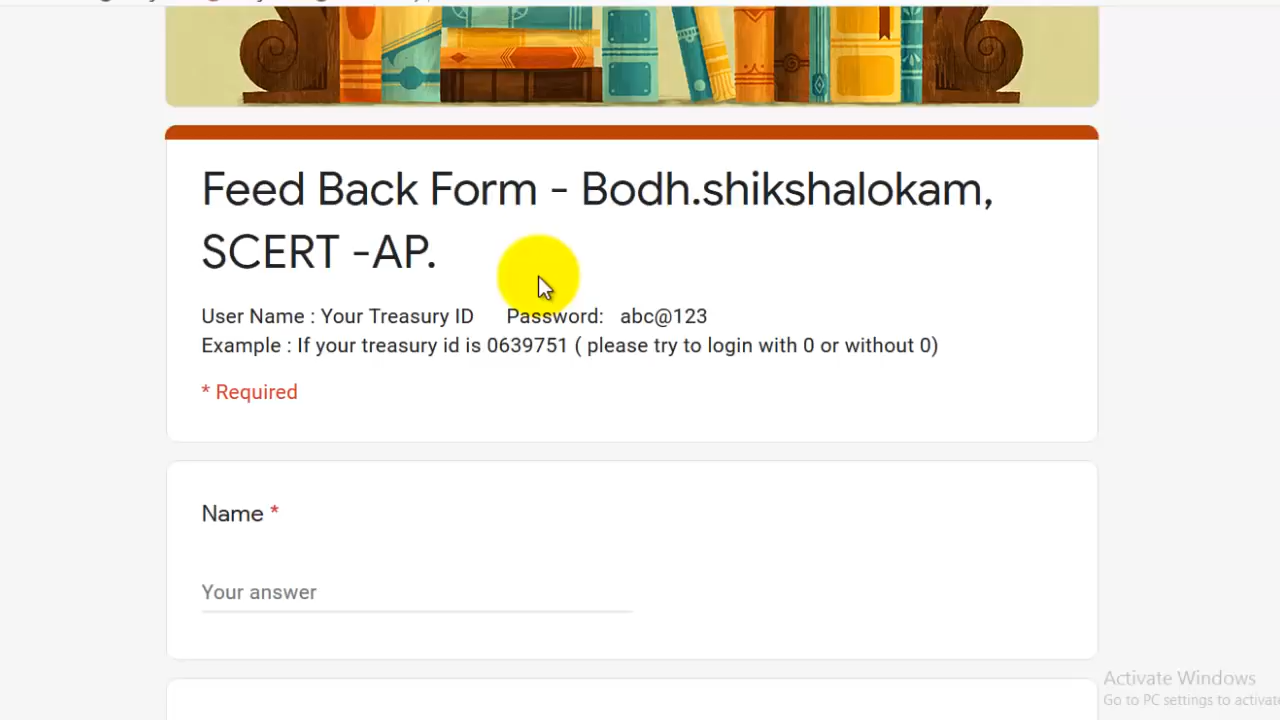 Feed Back Form - Bodh.shikshalokam,
SCERT -AP.
User Name : Your Treasury ID Password: abc@123
Example : If your treasury id is 0639751 ( please try to login with 0 or without 0)
* Required
Name *
Your answer
Activate Windows
Go to PC settings to activate